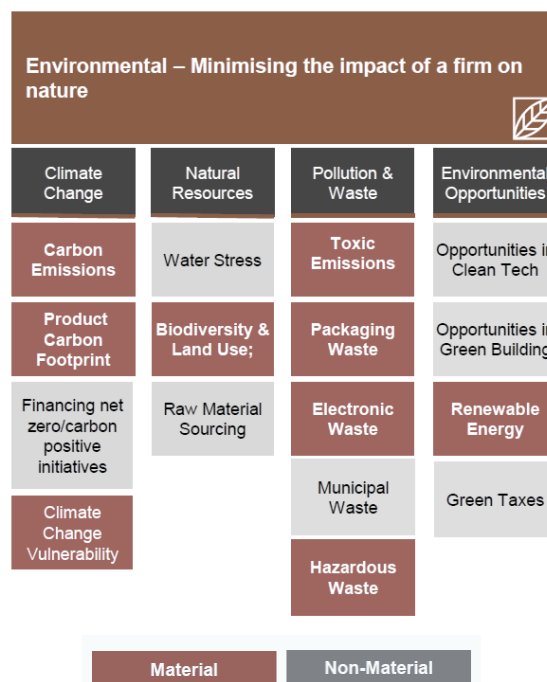 Environmental – Minimising the impact of a firm on
nature
Climate
Change
Natural
Resources
Pollution &
Waste
Environmental
Opportunities
Carbon
Emissions
Water Stress
Toxic
Emissions
Opportunities in
Clean Tech
Product
Carbon
Footprint
Biodiversity &
Land Use;
Packaging
Waste
Opportunities in
Green Building
Financing net
zero/carbon
positive
initiatives
Raw Material
Sourcing
Electronic
Waste
Renewable
Energy
Climate
Change
Vulnerability
Municipal
Waste
Green Taxes
Hazardous
Waste
Material
Non-Material